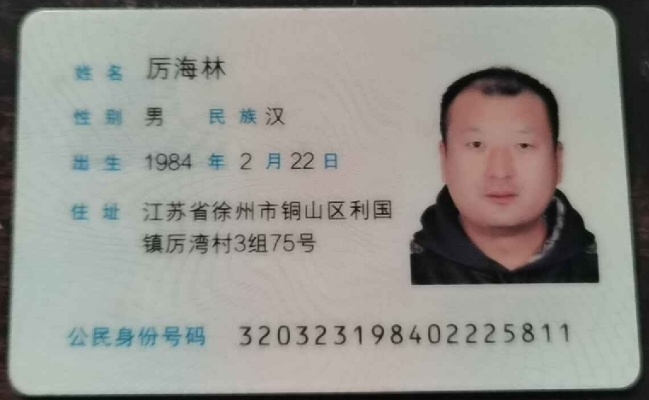 姓名 厉海林
性别 男 民族 汉
出生 1984 年 2 月 22 日
住址 江苏省徐州市铜山区利国
镇厉湾村3组75号
公民身份号码 320323198402225811